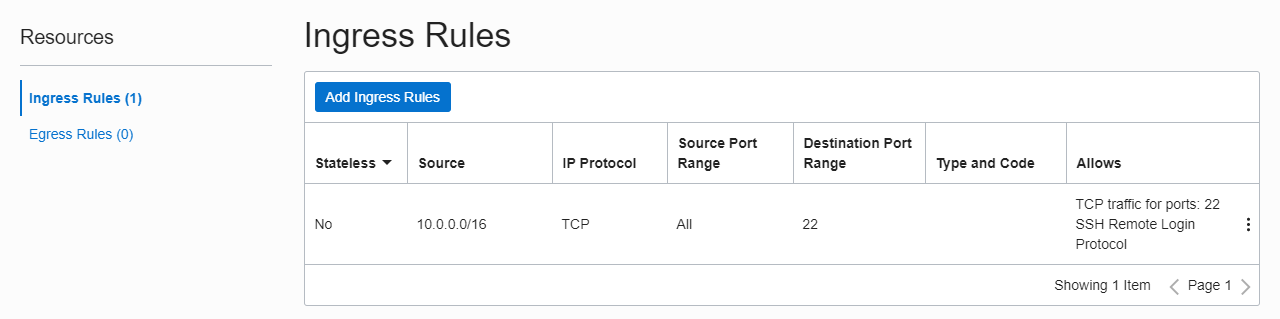 Resources
Ingress Rules (1)
Egress Rules (0)
Ingress Rules
Add Ingress Rules
Stateless Source IP Protocol Source Port Range Destination Port Range Type and Code Allows
No 10.0.0.0/16 TCP All 22 TCP traffic for ports: 22 SSH Remote Login Protocol
Showing 1 Item Page 1